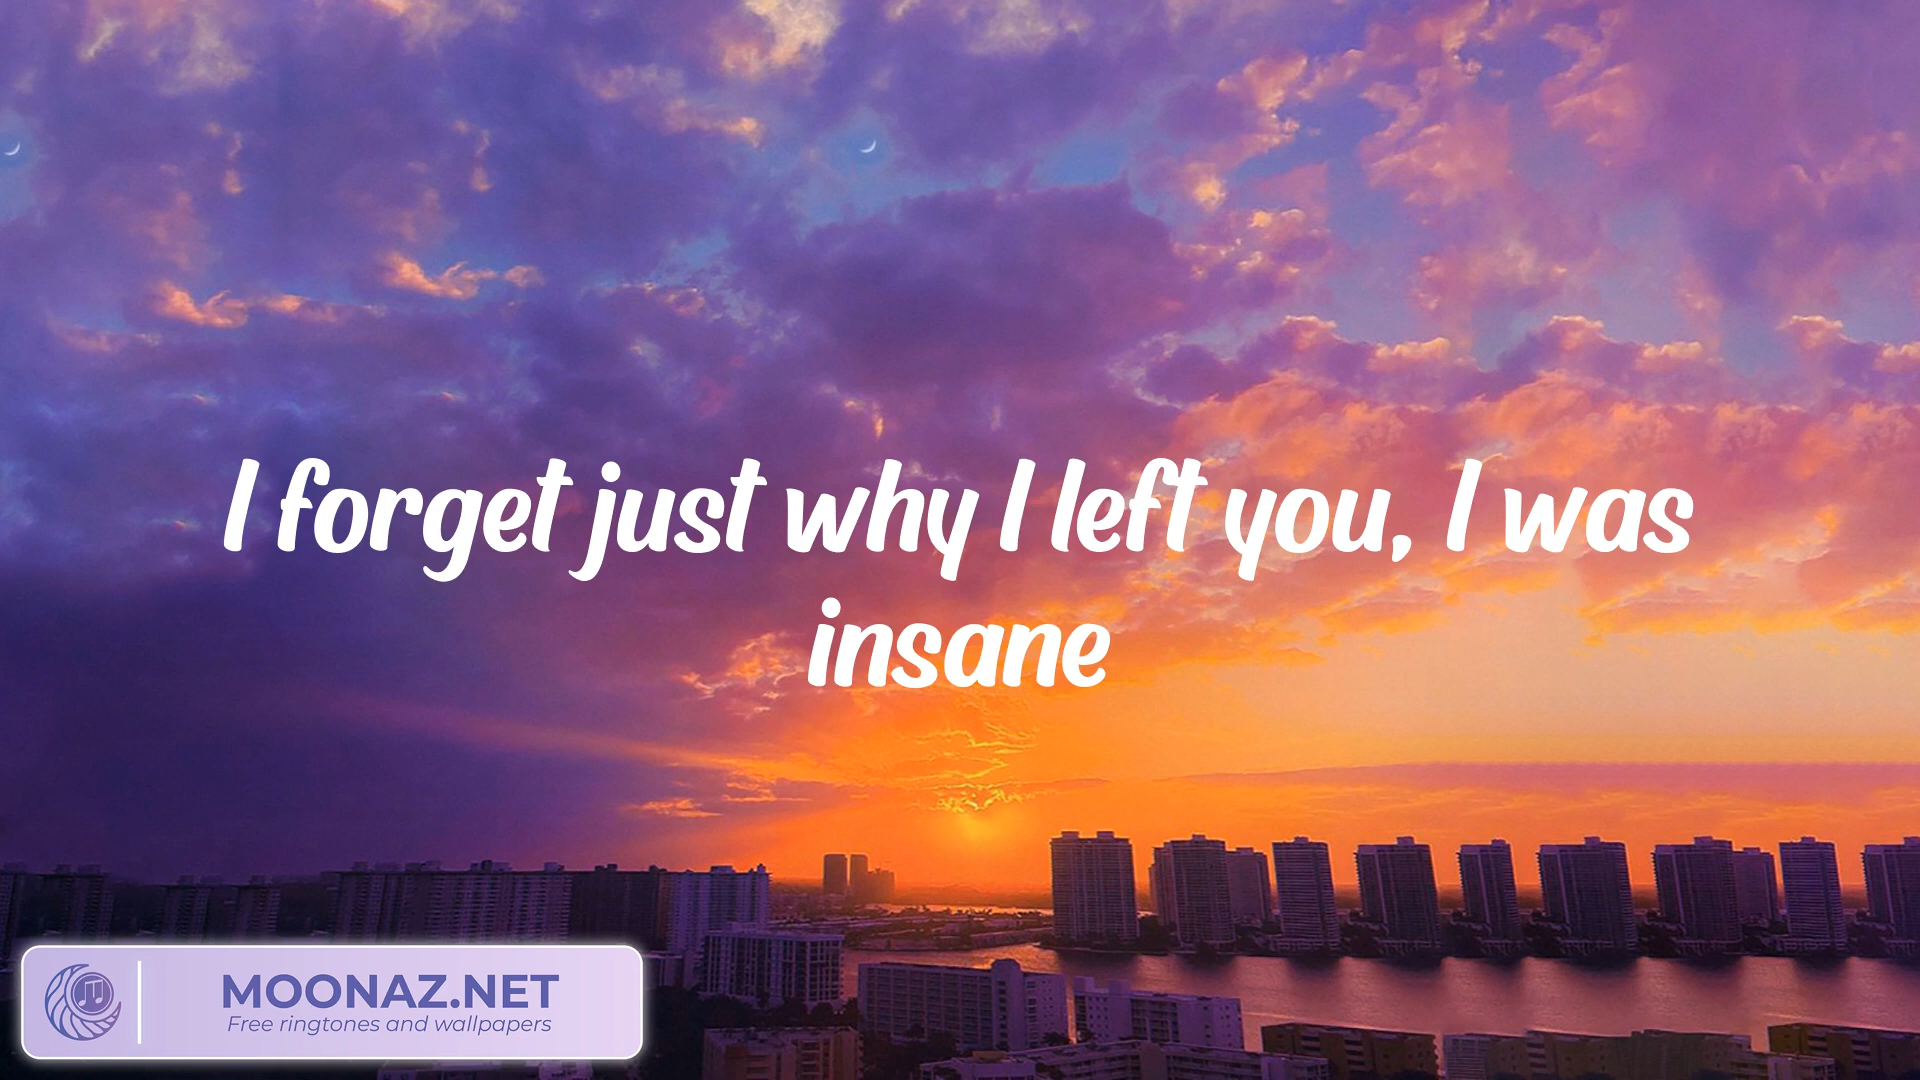 I forget just why I left you, I was
insane
MOONAZ.NET
Free ringtones and wallpapers